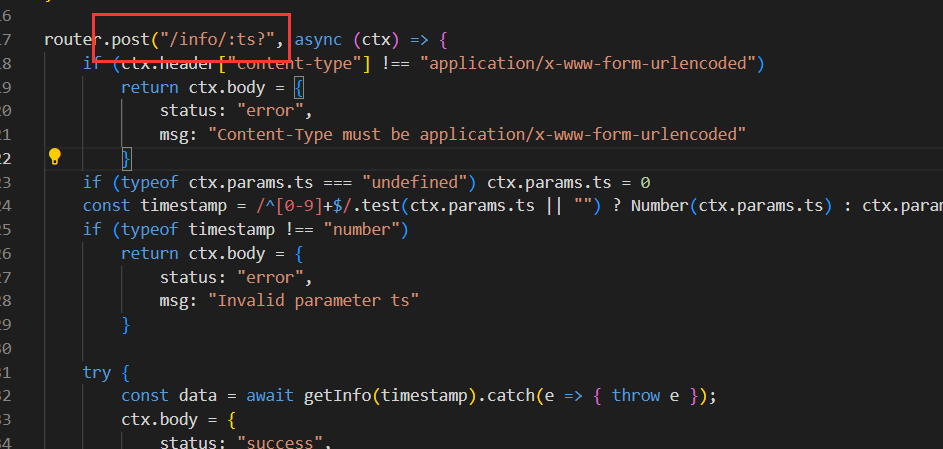 16
17 router.post("/info/:ts?", async (ctx) => {
18 if (ctx.header["content-type"] !== "application/x-www-form-urlencoded")
19 return ctx.body = {
20 status: "error",
21 msg: "Content-Type must be application/x-www-form-urlencoded"
22 }
23 if (typeof ctx.params.ts === "undefined") ctx.params.ts = 0
24 const timestamp = /^[0-9]+$/.test(ctx.params.ts || "") ? Number(ctx.params.ts) : ctx.param
25 if (typeof timestamp !== "number")
26 return ctx.body = {
27 status: "error",
28 msg: "Invalid parameter ts"
29 }
30
31 try {
32 const data = await getInfo(timestamp).catch(e => { throw e });
33 ctx.body = {
34 status: "success",